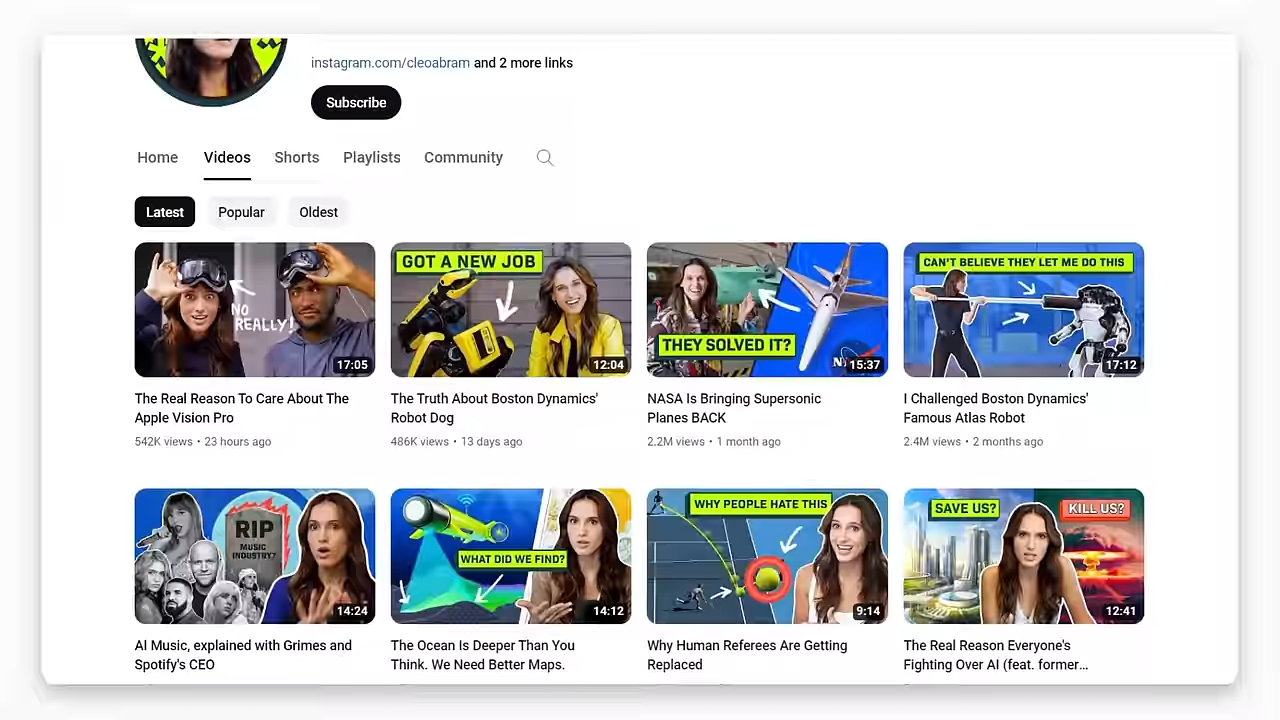 instagram.com/cleoabram and 2 more links
Subscribe
Home Videos Shorts Playlists Community
Latest Popular Oldest
NO
REALLY!
17:05
GOT A NEW JOB
12:04
THEY SOLVED IT?
15:37
CAN'T BELIEVE THEY LET ME DO THIS
17:12
The Real Reason To Care About The
Apple Vision Pro
542K views • 23 hours ago
The Truth About Boston Dynamics'
Robot Dog
486K views • 13 days ago
NASA Is Bringing Supersonic
Planes BACK
2.2M views • 1 month ago
I Challenged Boston Dynamics'
Famous Atlas Robot
2.4M views • 2 months ago
RIP
MUSIC
INDUSTRY?
14:24
WHAT DID WE FIND?
14:12
WHY PEOPLE HATE THIS
9:14
SAVE US?
KILL US?
12:41
AI Music, explained with Grimes and
Spotify's CEO
The Ocean Is Deeper Than You
Think. We Need Better Maps.
Why Human Referees Are Getting
Replaced
The Real Reason Everyone's
Fighting Over AI (feat. former...